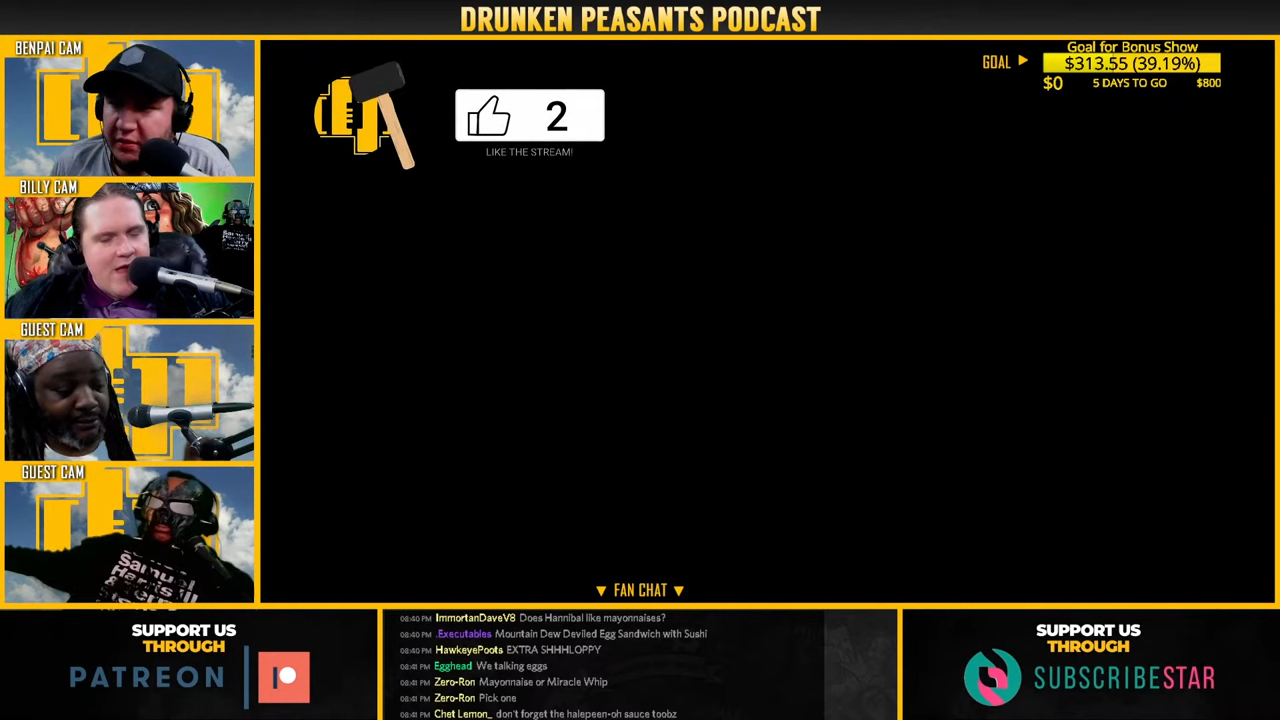 DRUNKEN PEASANTS PODCAST
BENPAI CAM
BILLY CAM
GUEST CAM
GUEST CAM
Samuel
2
LIKE THE STREAM!
GOAL ▶
Goal for Bonus Show
$313.55 (39.19%)
$0 5 DAYS TO GO $800
▼ FAN CHAT ▼
SUPPORT US
THROUGH
PATREON
08:40 PM ImmortanDaveV8 Does Hannibal like mayonnaises?
08:40 PM .Executables Mountain Dew Deviled Egg Sandwich with Sushi
08:40 PM HawkeyePoots EXTRA SHHHLOPPY
08:41 PM Egghead We talking eggs
08:41 PM Zero-Ron Mayonnaise or Miracle Whip
08:41 PM Zero-Ron Pick one
08:41 PM Chet Lemon_ don't forget the halepeen-oh sauce toobz
SUPPORT US
THROUGH
SUBSCRIBESTAR